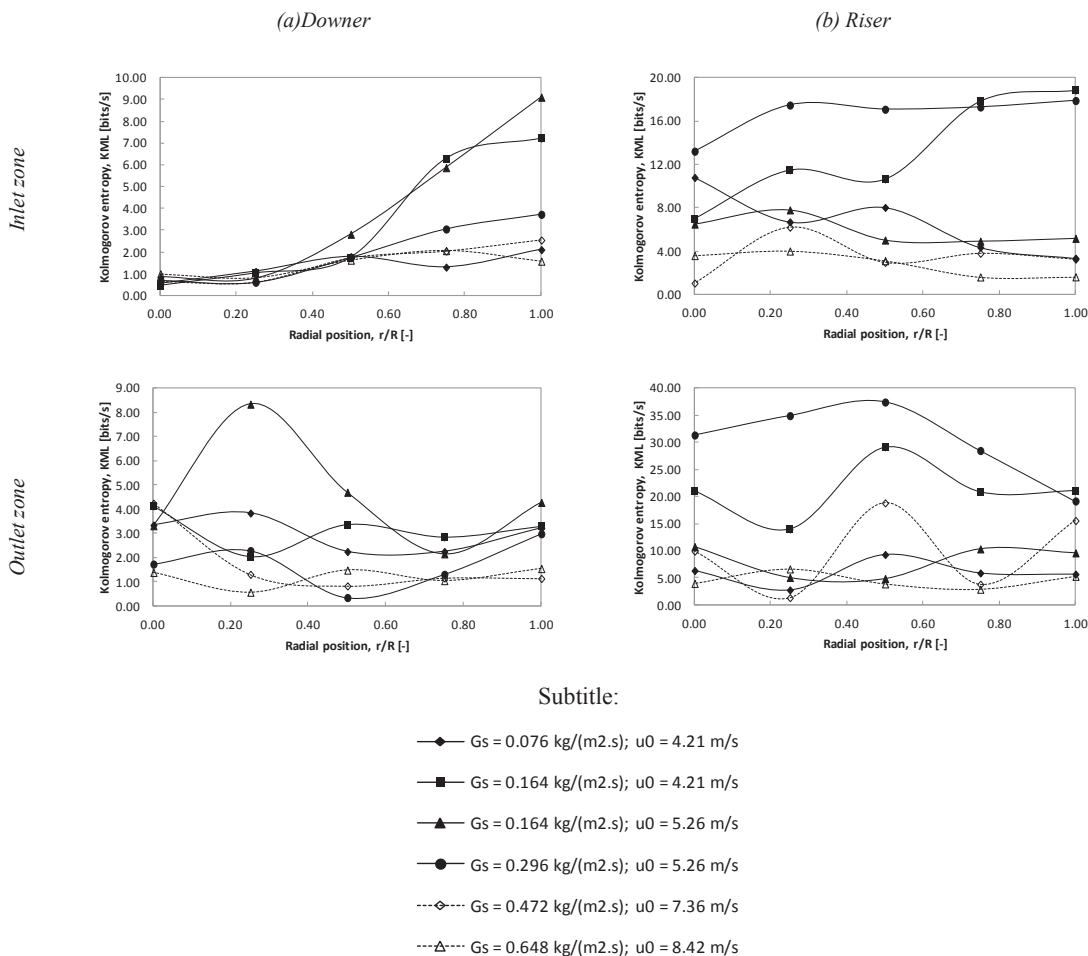 (a)Downer
(b) Riser
Inlet zone
Kolmogorov entropy, KML [bits/s]
10.00
9.00
8.00
7.00
6.00
5.00
4.00
3.00
2.00
1.00
0.00
0.00 0.20 0.40 0.60 0.80 1.00
Radial position, r/R [-]
Kolmogorov entropy, KML [bits/s]
20.00
16.00
12.00
8.00
4.00
0.00
0.00 0.20 0.40 0.60 0.80 1.00
Radial position, r/R [-]
Outlet zone
Kolmogorov entropy, KML [bits/s]
9.00
8.00
7.00
6.00
5.00
4.00
3.00
2.00
1.00
0.00
0.00 0.20 0.40 0.60 0.80 1.00
Radial position, r/R [-]
Kolmogorov entropy, KML [bits/s]
40.00
35.00
30.00
25.00
20.00
15.00
10.00
5.00
0.00
0.00 0.20 0.40 0.60 0.80 1.00
Radial position, r/R [-]
Subtitle:
Gs = 0.076 kg/(m2.s); u0 = 4.21 m/s
Gs = 0.164 kg/(m2.s); u0 = 4.21 m/s
Gs = 0.164 kg/(m2.s); u0 = 5.26 m/s
Gs = 0.296 kg/(m2.s); u0 = 5.26 m/s
Gs = 0.472 kg/(m2.s); u0 = 7.36 m/s
Gs = 0.648 kg/(m2.s); u0 = 8.42 m/s